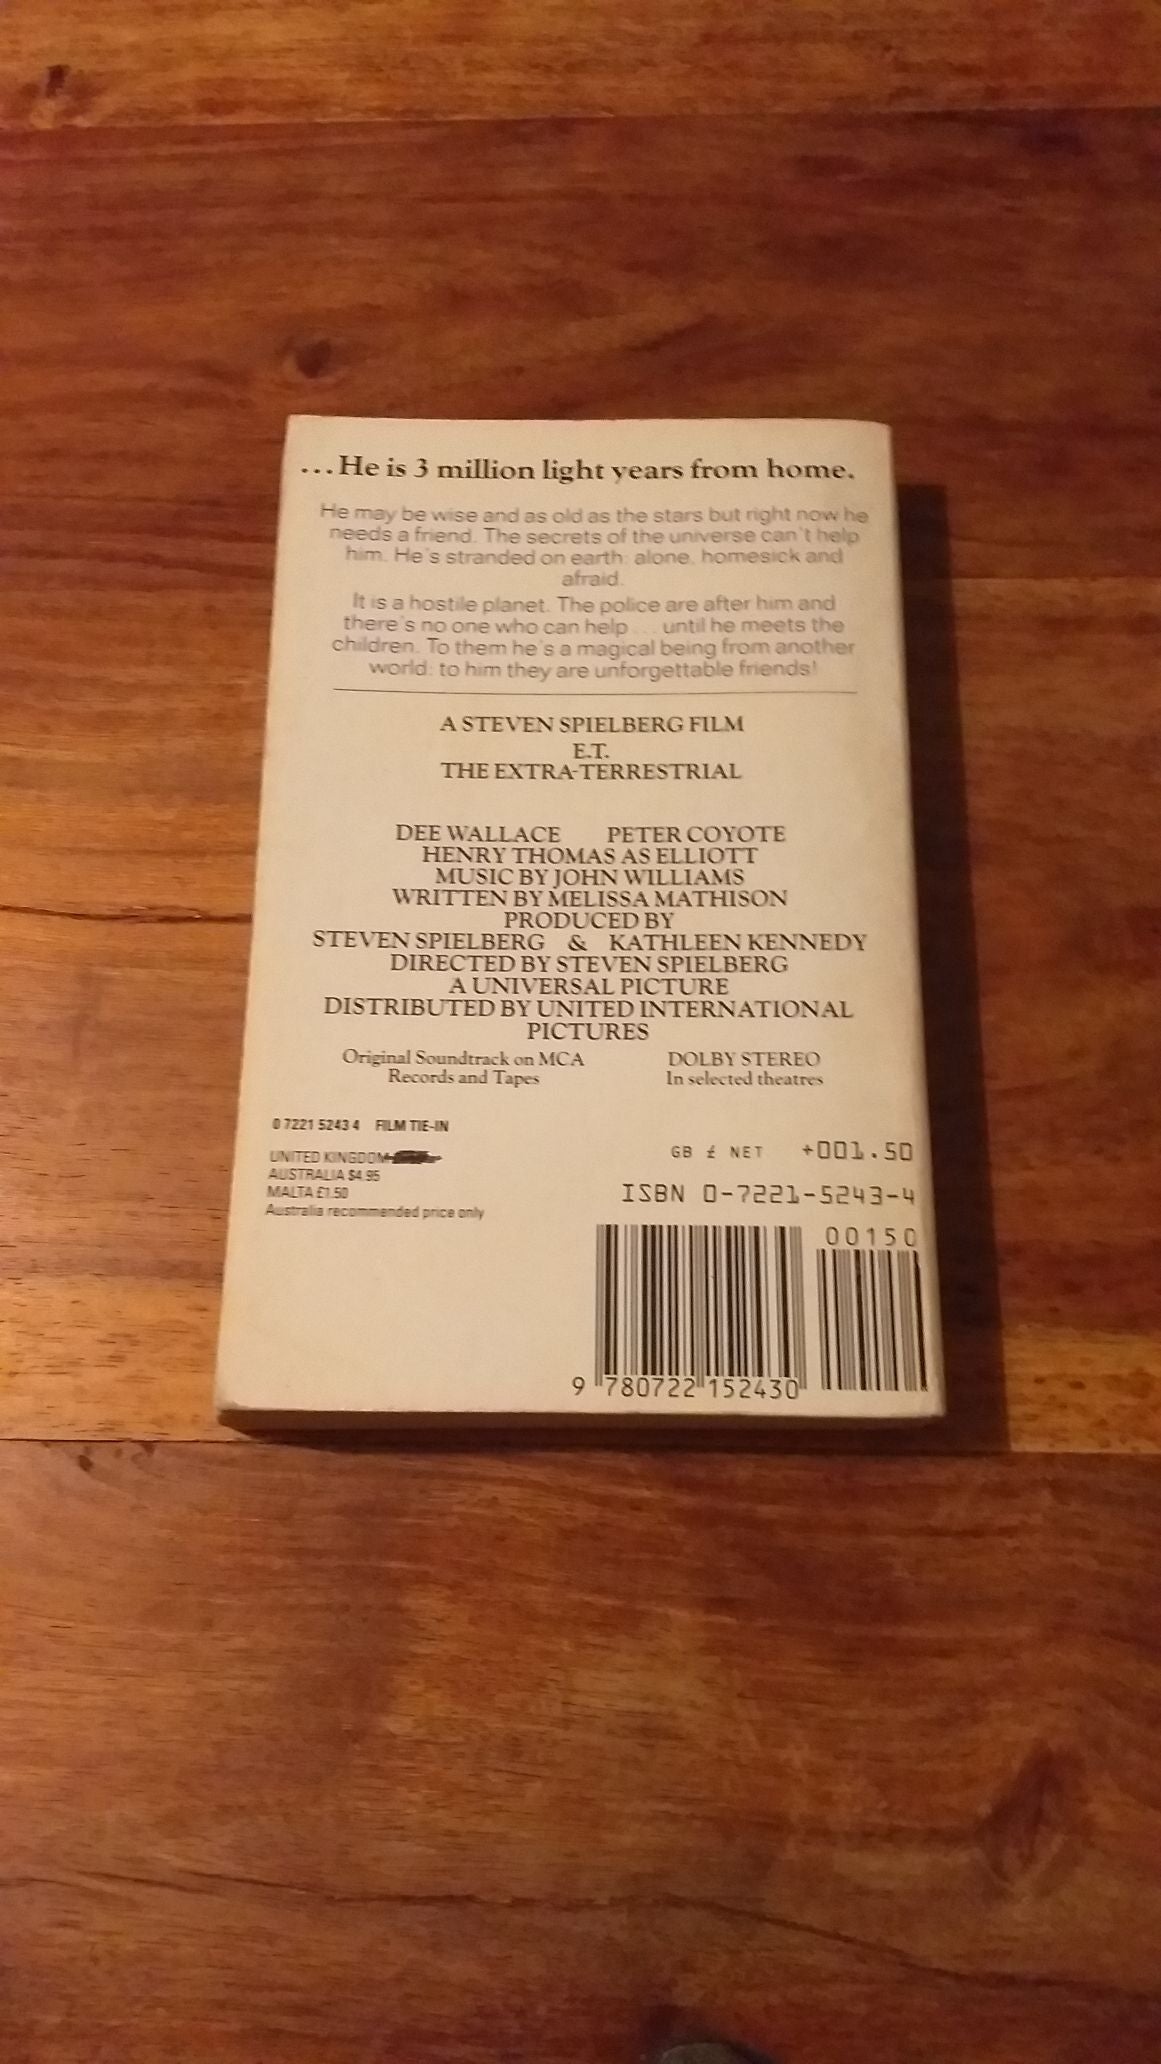 ...He is 3 million light years from home.
He may be wise and as old as the stars but right now he
needs a friend. The secrets of the universe can't help
him. He's stranded on earth: alone, homesick and
afraid.
It is a hostile planet. The police are after him and
there's no one who can help ... until he meets the
children. To them he's a magical being from another
world: to him they are unforgettable friends!
A STEVEN SPIELBERG FILM
E.T.
THE EXTRA-TERRESTRIAL
DEE WALLACE PETER COYOTE
HENRY THOMAS AS ELLIOTT
MUSIC BY JOHN WILLIAMS
WRITTEN BY MELISSA MATHISON
PRODUCED BY
STEVEN SPIELBERG & KATHLEEN KENNEDY
DIRECTED BY STEVEN SPIELBERG
A UNIVERSAL PICTURE
DISTRIBUTED BY UNITED INTERNATIONAL
PICTURES
Original Soundtrack on MCA
Records and Tapes
DOLBY STEREO
In selected theatres
0 7221 5243 4 FILM TIE-IN
UNITED KINGDOM
AUSTRALIA $4.95
MALTA £1.50
Australia recommended price only
GB £ NET +001.50
ISBN 0-7221-5243-4
00150
9 780722 152430